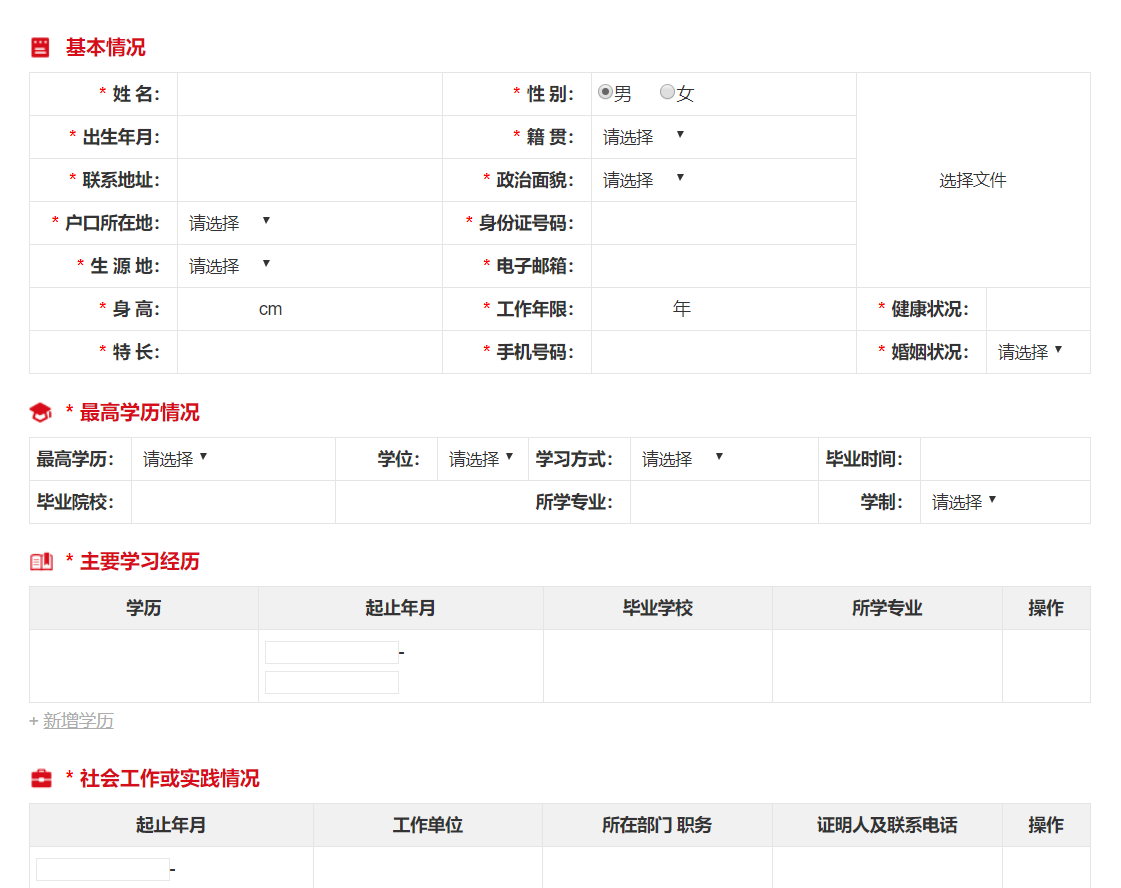 基本情况
* 姓 名： * 性 别： 男 女
* 出生年月： * 籍 贯： 请选择
* 联系地址： * 政治面貌： 请选择 选择文件
* 户口所在地： 请选择 * 身份证号码：
* 生 源 地： 请选择 * 电子邮箱：
* 身 高： cm * 工作年限： 年 * 健康状况：
* 特 长： * 手机号码： * 婚姻状况： 请选择
* 最高学历情况
最高学历： 请选择 学位： 请选择 学习方式： 请选择 毕业时间：
毕业院校： 所学专业： 学制： 请选择
* 主要学习经历
学历 起止年月 毕业学校 所学专业 操作
-
+ 新增学历
* 社会工作或实践情况
起止年月 工作单位 所在部门 职务 证明人及联系电话 操作
-